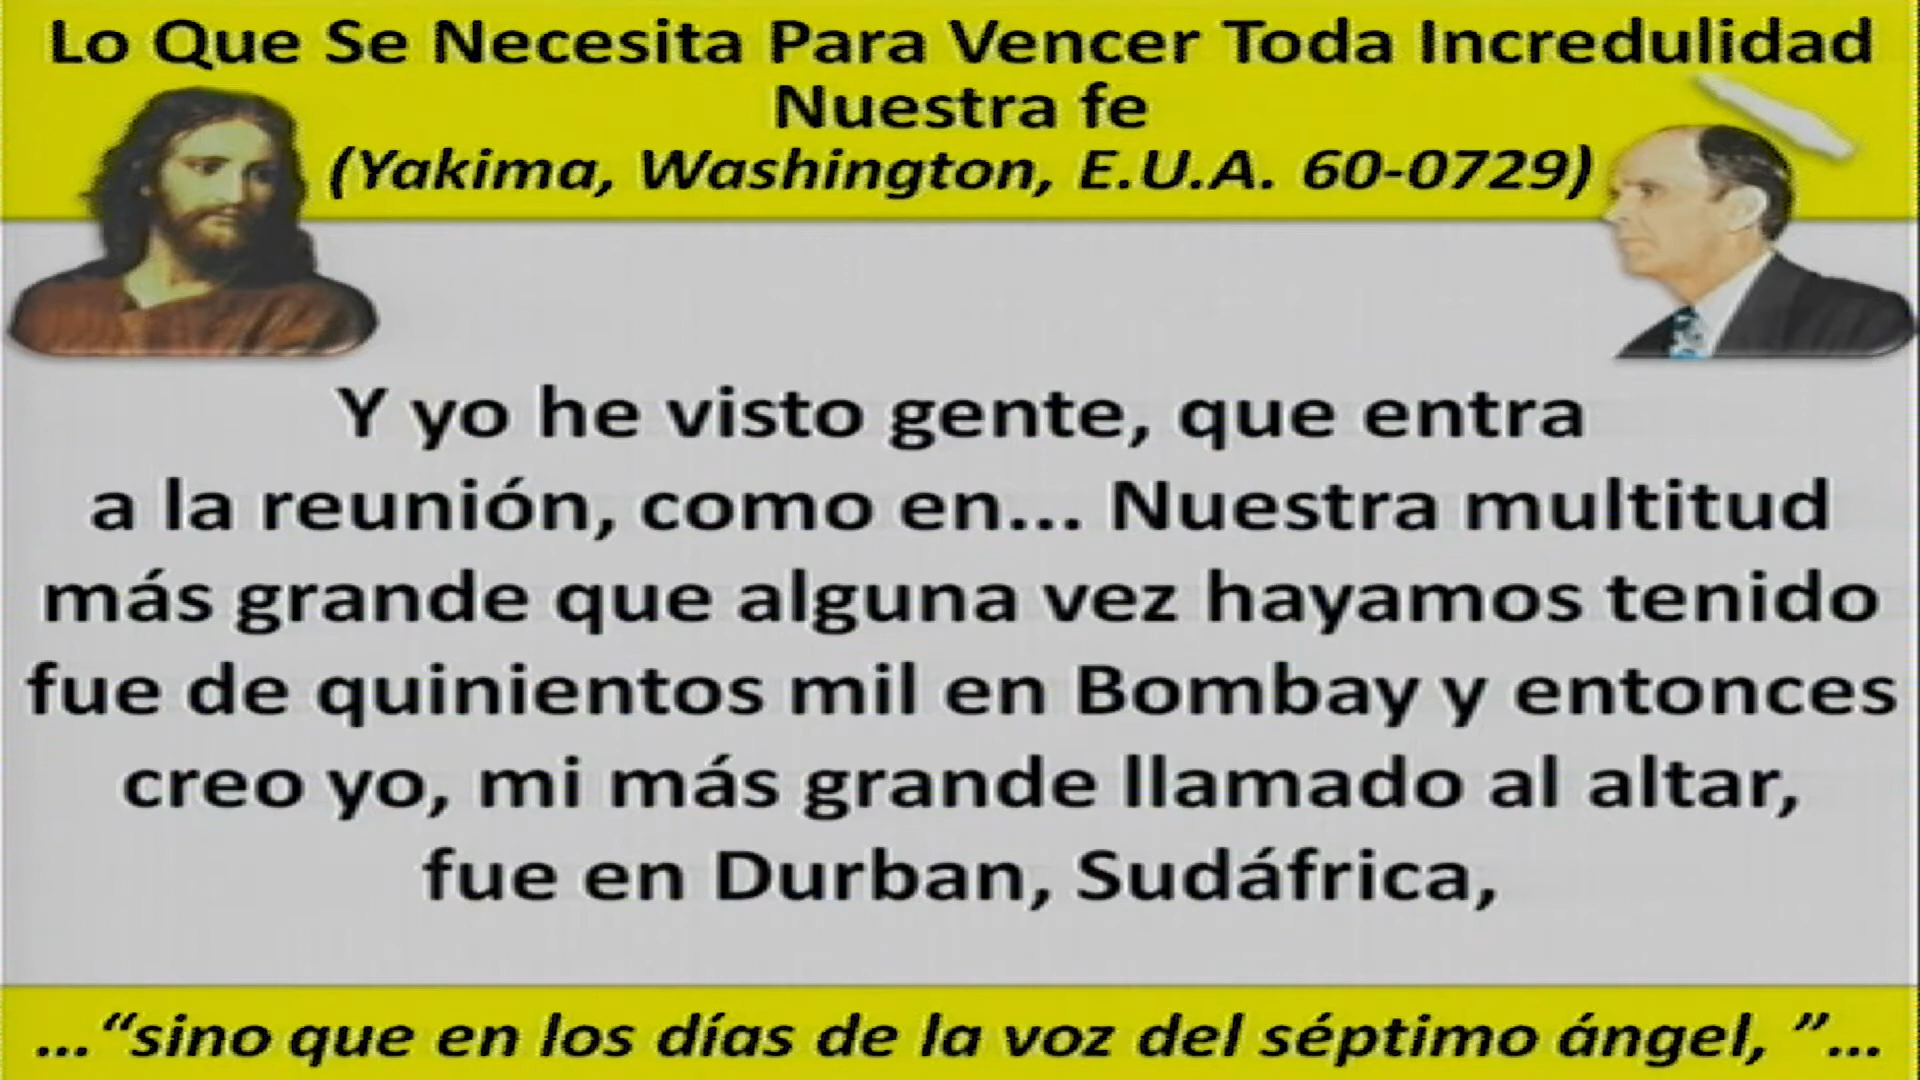 Lo Que Se Necesita Para Vencer Toda Incredulidad
Nuestra fe
(Yakima, Washington, E.U.A. 60-0729)
Y yo he visto gente, que entra
a la reunión, como en... Nuestra multitud
más grande que alguna vez hayamos tenido
fue de quinientos mil en Bombay y entonces
creo yo, mi más grande llamado al altar,
fue en Durban, Sudáfrica,
...“sino que en los días de la voz del séptimo ángel, ”...